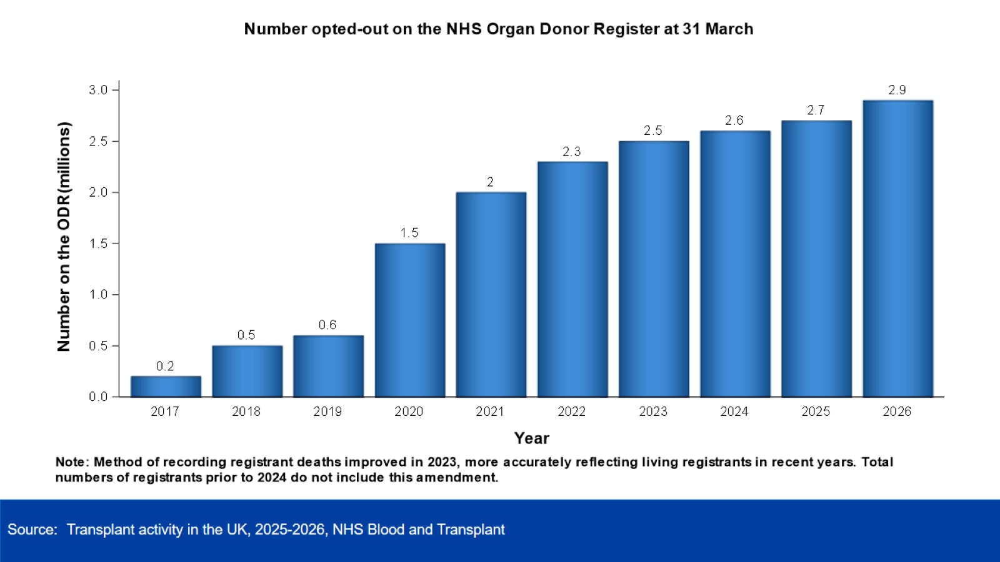 Number opted-out on the NHS Organ Donor Register at 31 March
Number on the ODR(millions)
3.0
2.5
2.0
1.5
1.0
0.5
0.0
0.2
0.5
0.6
1.5
2
2.3
2.5
2.6
2.7
2.9
2017 2018 2019 2020 2021 2022 2023 2024 2025 2026
Year
Note: Method of recording registrant deaths improved in 2023, more accurately reflecting living registrants in recent years. Total
numbers of registrants prior to 2024 do not include this amendment.
Source: Transplant activity in the UK, 2025-2026, NHS Blood and Transplant